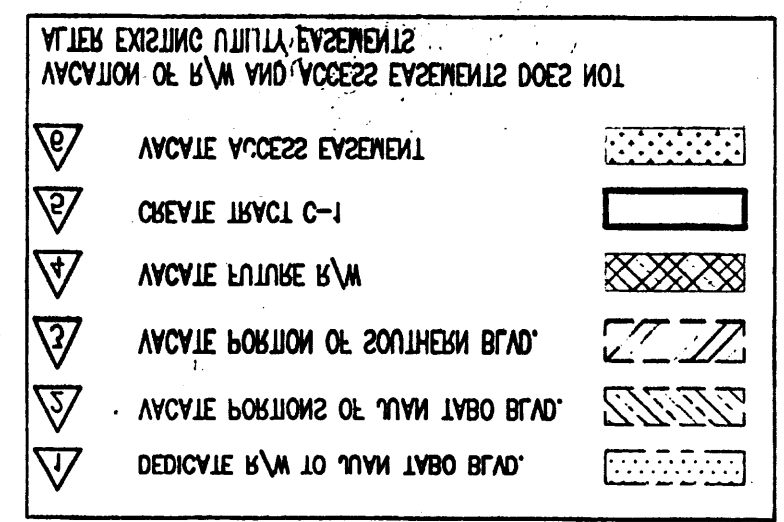 1 DEDICATE R/W TO JUAN TABO BLVD.
2 VACATE PORTIONS OF JUAN TABO BLVD.
3 VACATE PORTION OF SOUTHERN BLVD.
4 VACATE FUTURE R/W
5 CREATE TRACT C-1
6 VACATE ACCESS EASEMENT
VACATION OF R/W AND ACCESS EASEMENTS DOES NOT
ALTER EXISTING UTILITY EASEMENTS